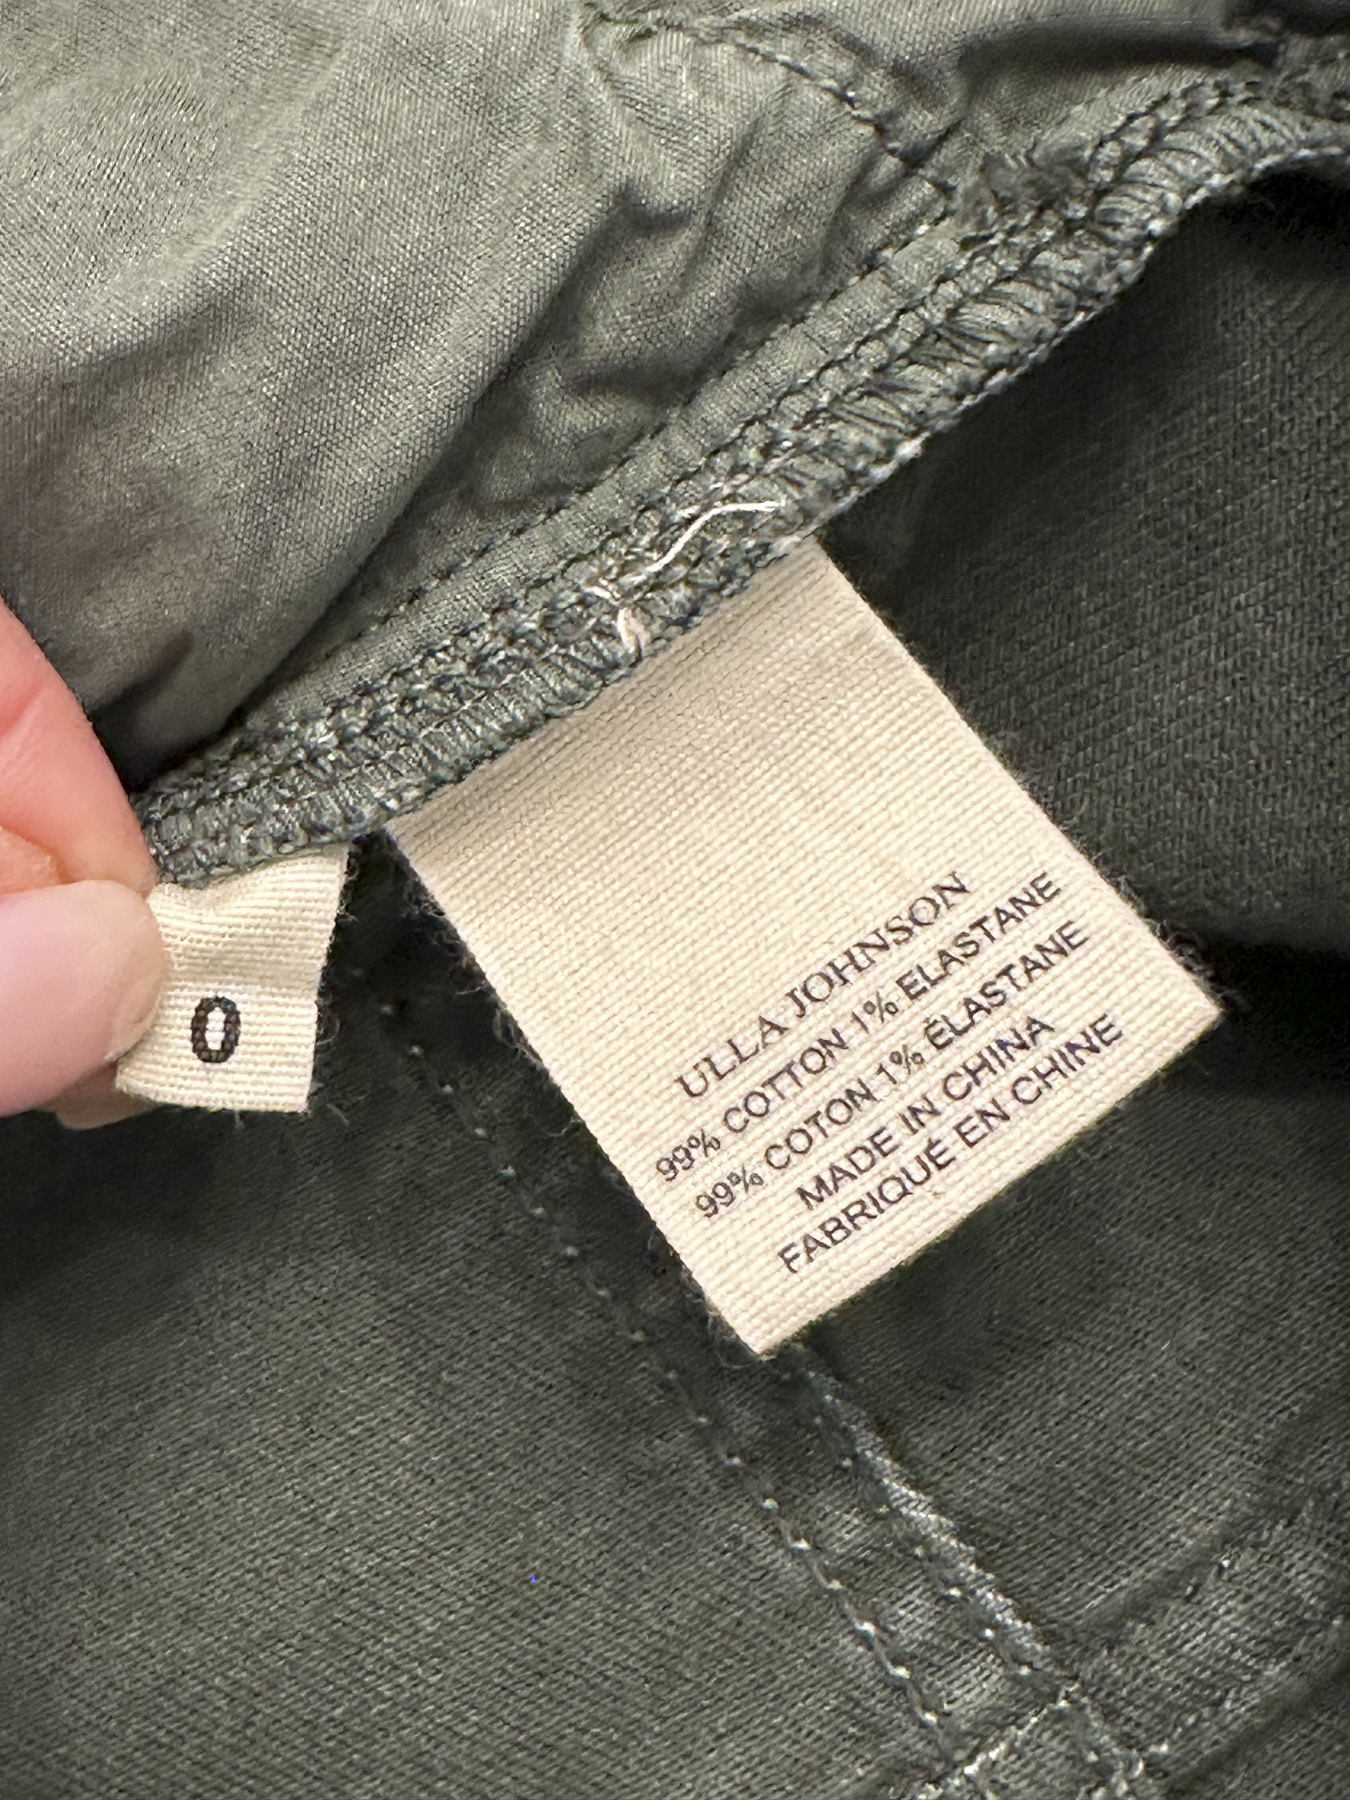 0
ULLA JOHNSON
99% COTTON 1% ELASTANE
99% COTON 1% ÉLASTANE
MADE IN CHINA
FABRIQUÉ EN CHINE